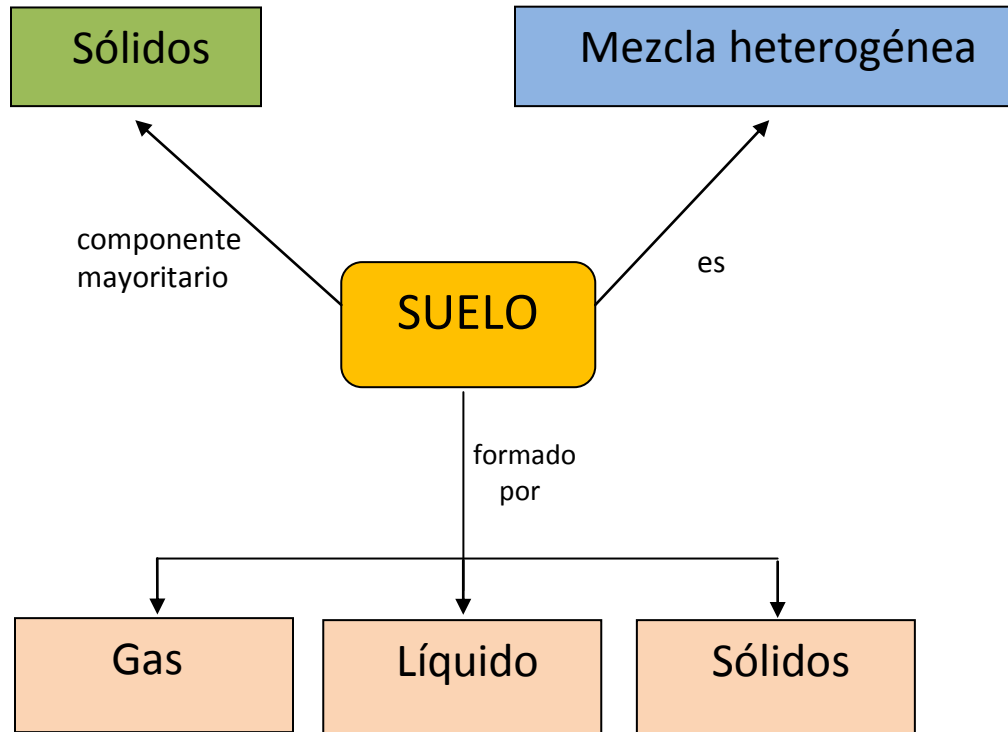 Sólidos
Mezcla heterogénea
componente
mayoritario
es
SUELO
formado
por
Gas
Líquido
Sólidos